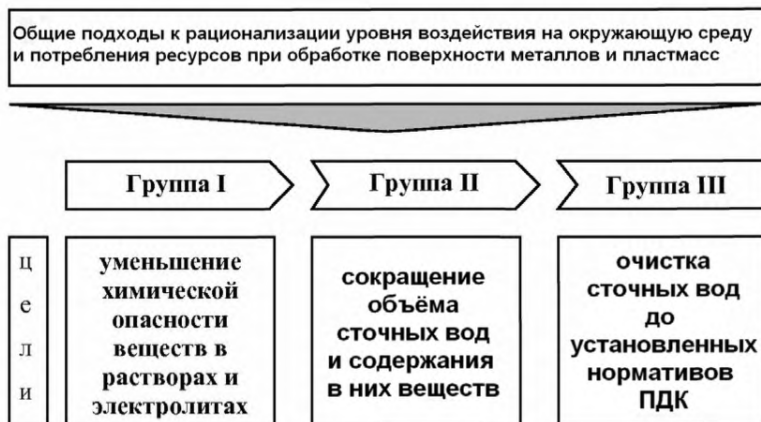 Общие подходы к рационализации уровня воздействия на окружающую среду
и потребления ресурсов при обработке поверхности металлов и пластмасс
Группа I
Группа II
Группа III
цели
уменьшение
химической
опасности
веществ в
растворах и
электролитах
сокращение
объёма
сточных вод
и содержания
в них веществ
очистка
сточных вод
до
установленных
нормативов
ПДК